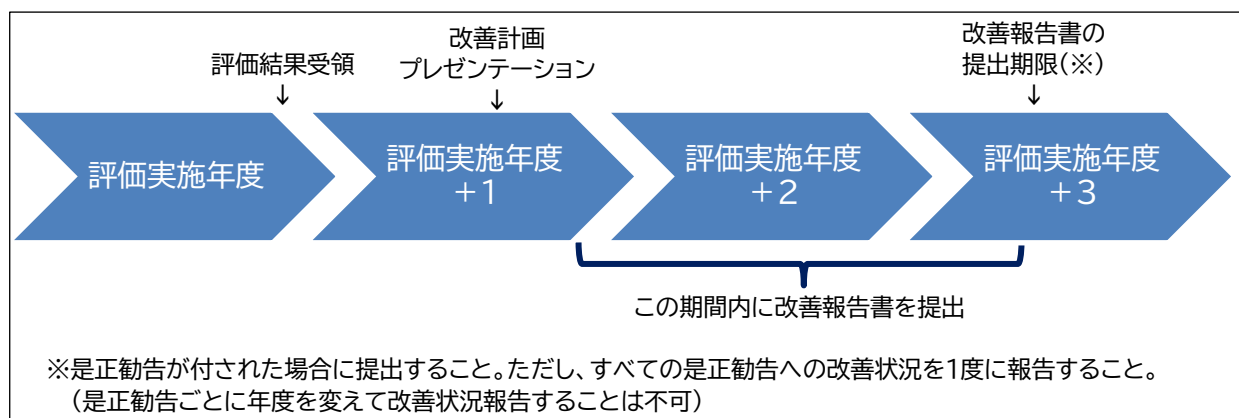 評価結果受領
↓
改善計画
プレゼンテーション
↓
改善報告書の
提出期限(※)
↓
評価実施年度
評価実施年度
+1
評価実施年度
+2
評価実施年度
+3
この期間内に改善報告書を提出
※是正勧告が付された場合に提出すること。ただし、すべての是正勧告への改善状況を1度に報告すること。
(是正勧告ごとに年度を変えて改善状況報告することは不可)